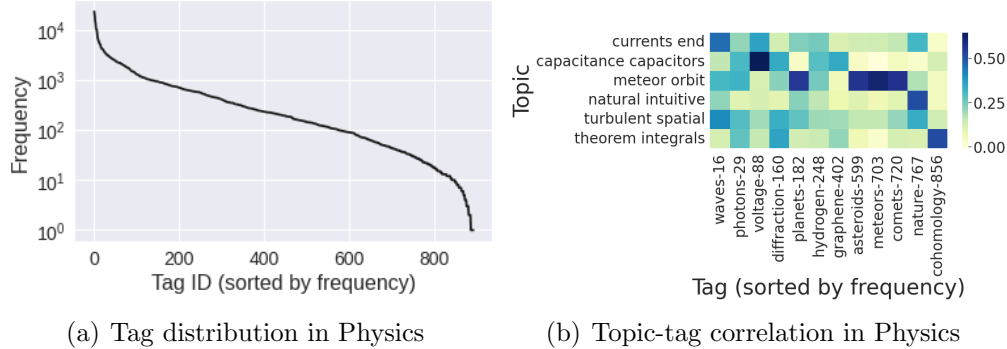 10^4
10^3
10^2
10^1
10^0
Frequency
0 200 400 600 800
Tag ID (sorted by frequency)
(a) Tag distribution in Physics
Topic
currents end
capacitance capacitors
meteor orbit
natural intuitive
turbulent spatial
theorem integrals
waves-16
photons-29
voltage-88
diffraction-160
planets-182
hydrogen-248
graphene-402
asteroids-599
meteors-703
comets-720
nature-767
cohomology-856
Tag (sorted by frequency)
0.50
0.25
0.00
(b) Topic-tag correlation in Physics